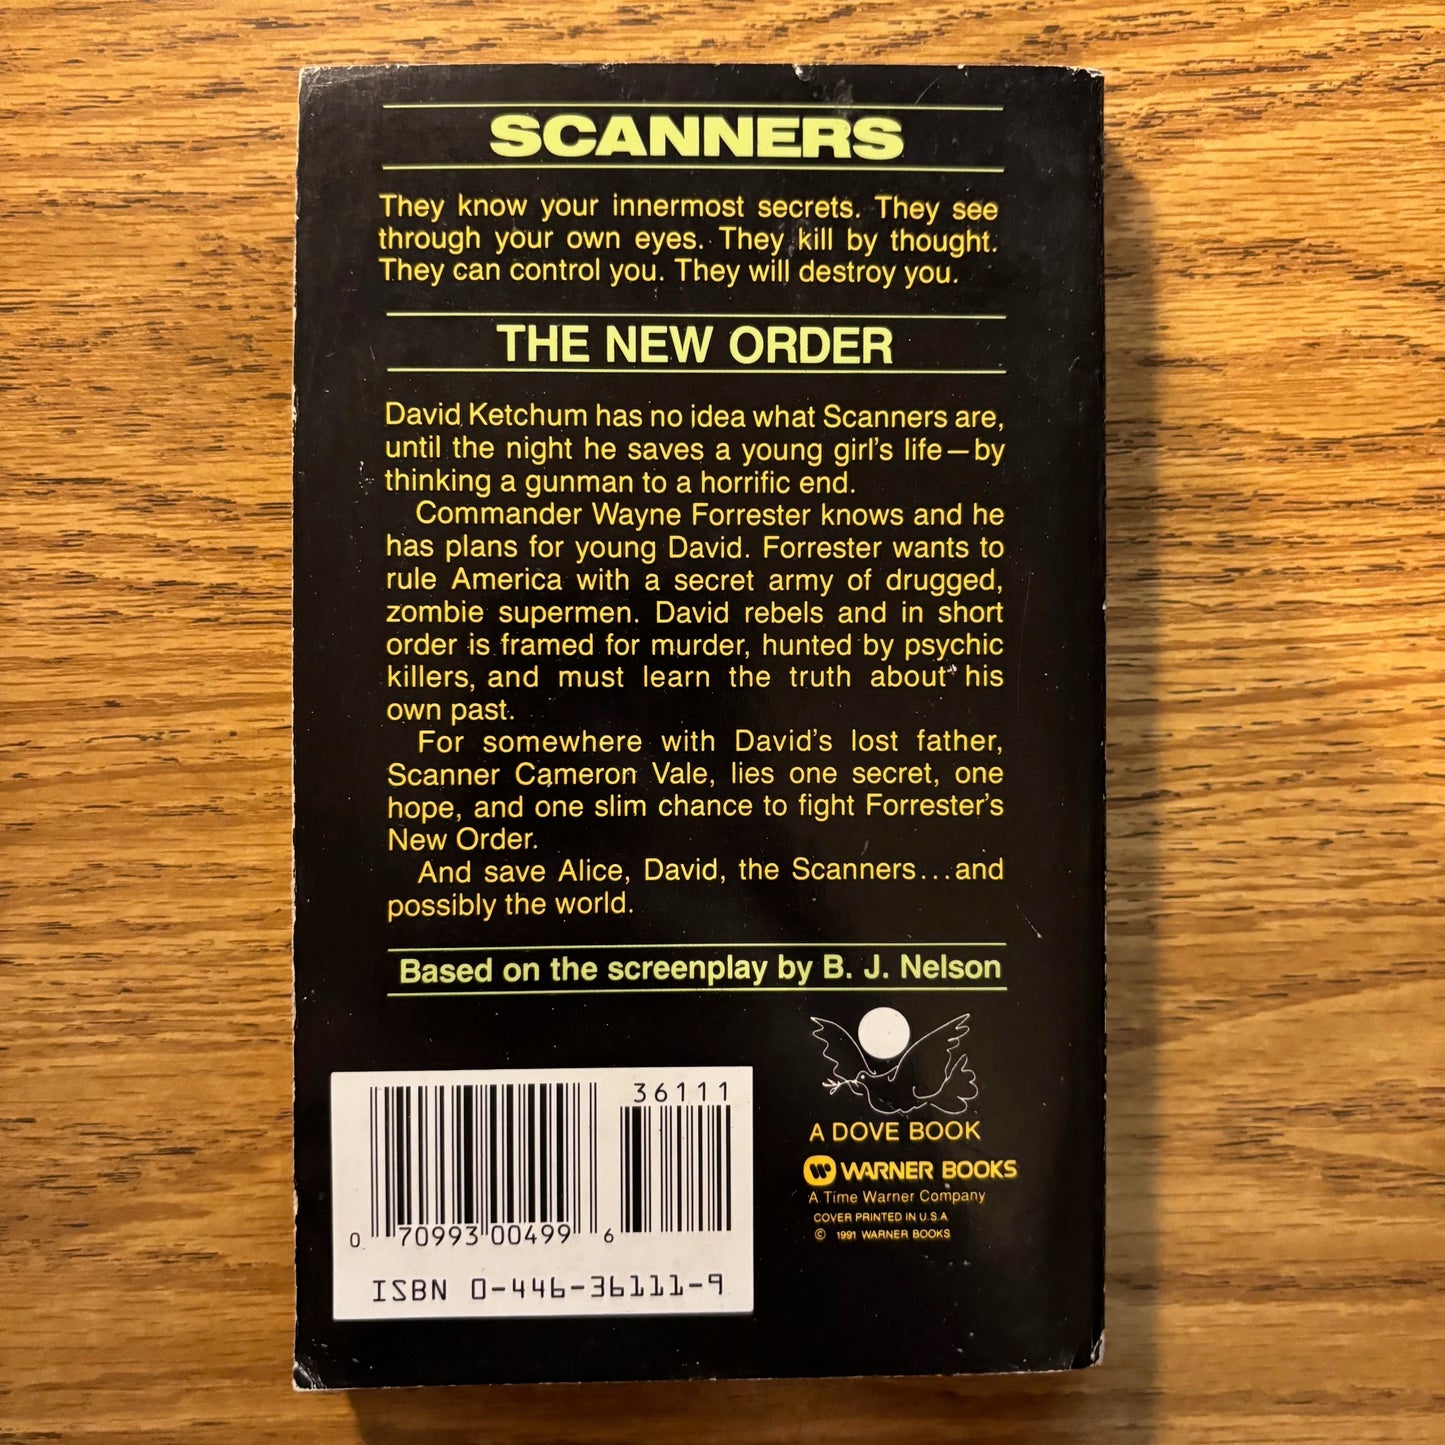 SCANNERS
They know your innermost secrets. They see
through your own eyes. They kill by thought.
They can control you. They will destroy you.
THE NEW ORDER
David Ketchum has no idea what Scanners are,
until the night he saves a young girl's life—by
thinking a gunman to a horrific end.
Commander Wayne Forrester knows and he
has plans for young David. Forrester wants to
rule America with a secret army of drugged,
zombie supermen. David rebels and in short
order is framed for murder, hunted by psychic
killers, and must learn the truth about his
own past.
For somewhere with David's lost father,
Scanner Cameron Vale, lies one secret, one
hope, and one slim chance to fight Forrester's
New Order.
And save Alice, David, the Scanners...and
possibly the world.
Based on the screenplay by B. J. Nelson
A DOVE BOOK
WARNER BOOKS
A Time Warner Company
COVER PRINTED IN U.S.A.
© 1991 WARNER BOOKS
36111
0 70993 00499 6
ISBN 0-446-36111-9